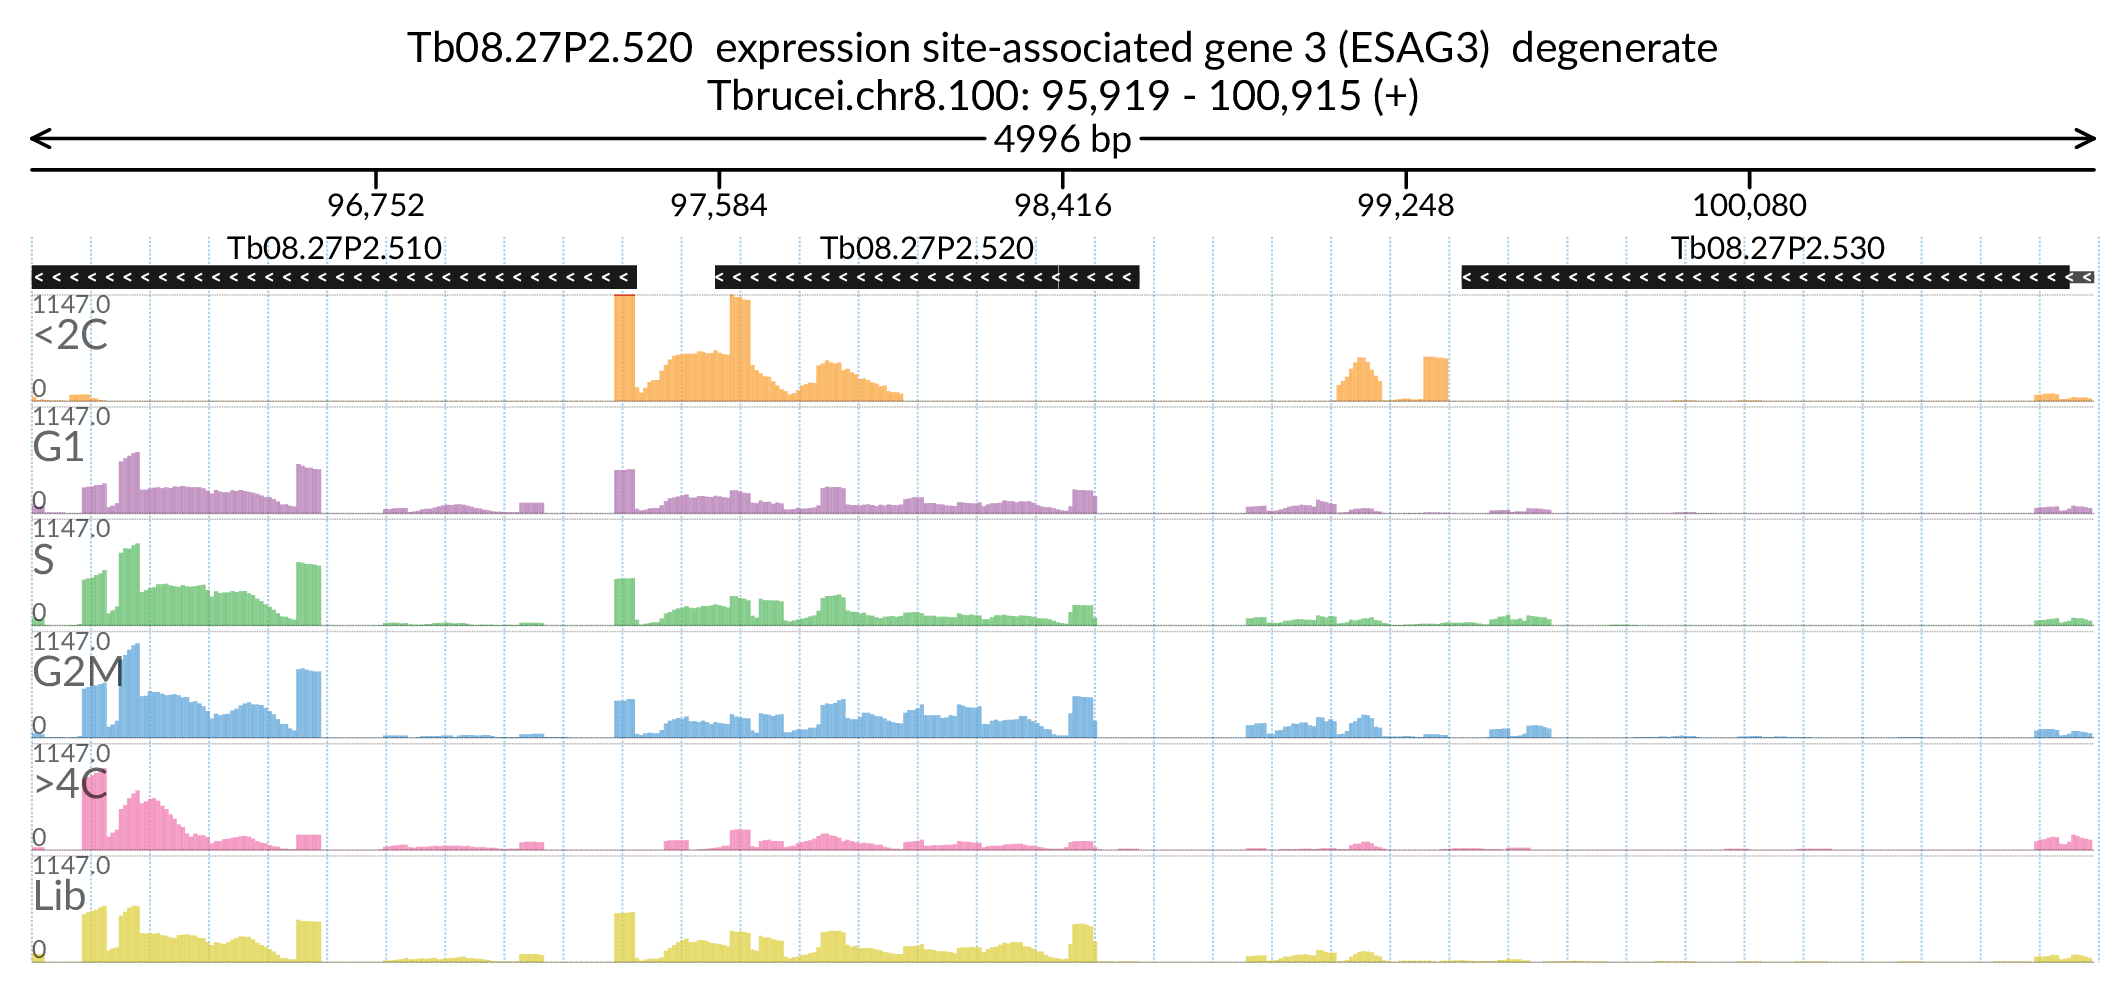 Tb08.27P2.520 expression site-associated gene 3 (ESAG3) degenerate
Tbrucei.chr8.100: 95,919 - 100,915 (+)
4996 bp
96,752 97,584 98,416 99,248 100,080
Tb08.27P2.510 Tb08.27P2.520 Tb08.27P2.530
1147.0
<2C
0
1147.0
G1
0
1147.0
S
0
1147.0
G2M
0
1147.0
>4C
0
1147.0
Lib
0